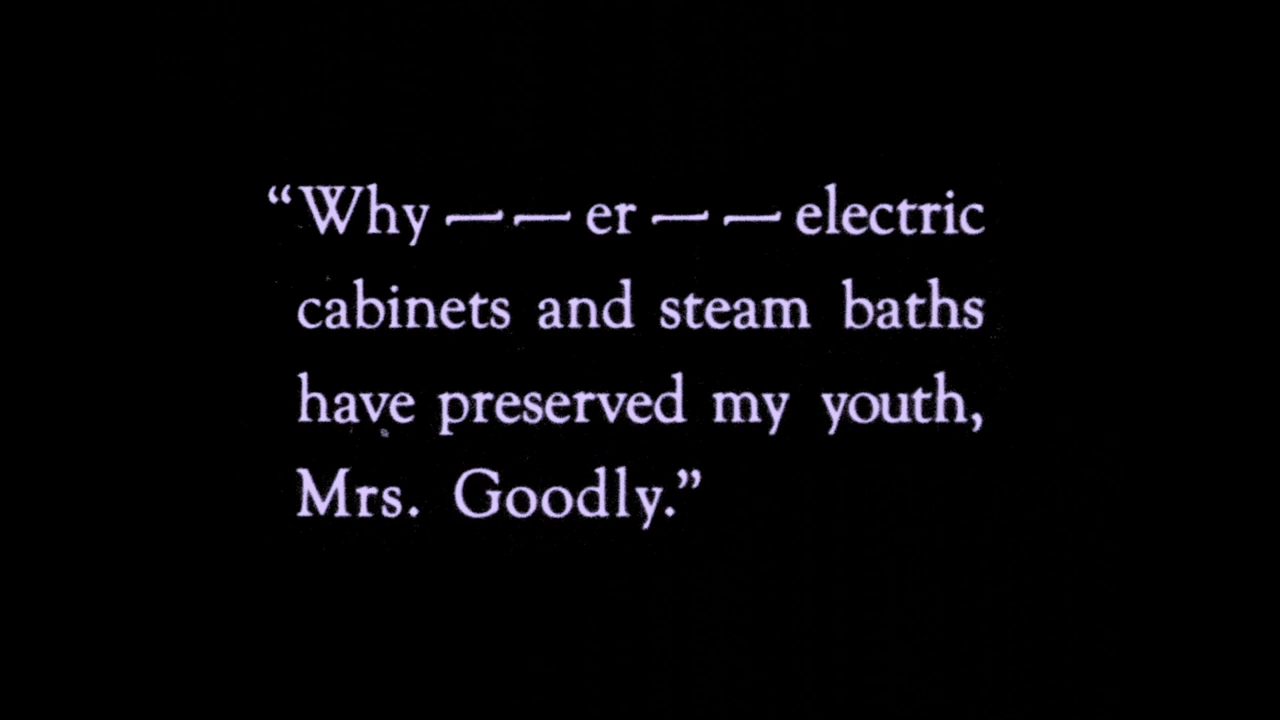 “Why — — er — — electric
cabinets and steam baths
have preserved my youth,
Mrs. Goodly.”